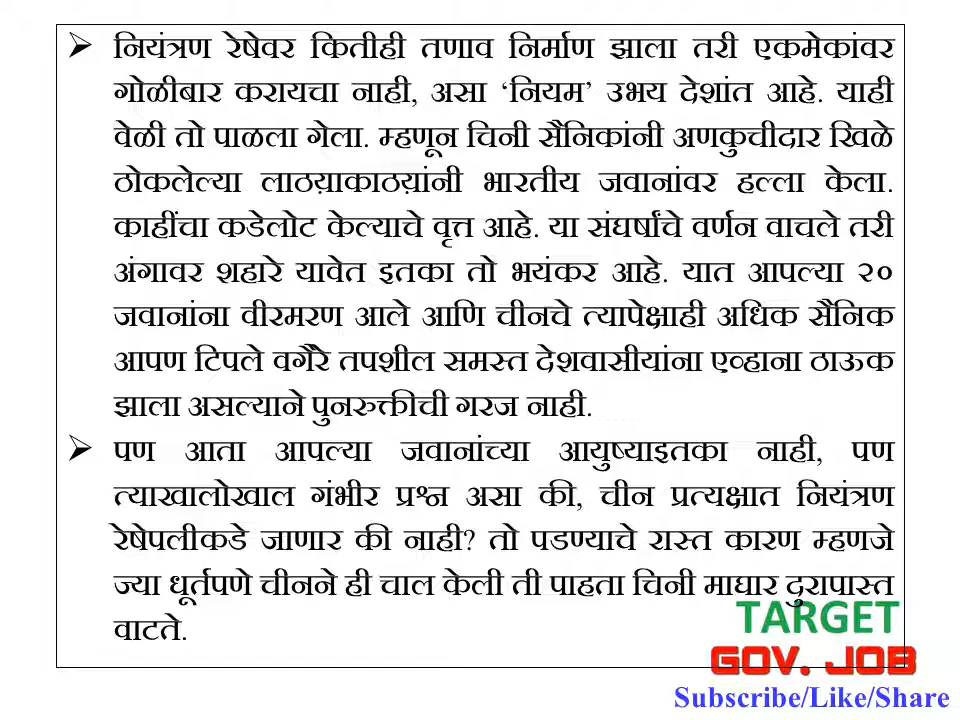 ➢ नियंत्रण रेषेवर कितीही तणाव निर्माण झाला तरी एकमेकांवर
गोळीबार करायचा नाही, असा ‘नियम’ उभय देशांत आहे. याही
वेळी तो पाळला गेला. म्हणून चिनी सैनिकांनी अणकुचीदार खिळे
ठोकलेल्या लाठय़ाकाठय़ांनी भारतीय जवानांवर हल्ला केला.
काहींचा कडेलोट केल्याचे वृत्त आहे. या संघर्षाचे वर्णन वाचले तरी
अंगावर शहारे यावेत इतका तो भयंकर आहे. यात आपल्या २०
जवानांना वीरमरण आले आणि चीनचे त्यापेक्षाही अधिक सैनिक
आपण टिपले वगैरे तपशील समस्त देशवासीयांना एव्हाना ठाऊक
झाला असल्याने पुनरुक्तीची गरज नाही.
➢ पण आता आपल्या जवानांच्या आयुष्याइतका नाही, पण
त्याखालोखाल गंभीर प्रश्न असा की, चीन प्रत्यक्षात नियंत्रण
रेषेपलीकडे जाणार की नाही? तो पडण्याचे रास्त कारण म्हणजे
ज्या धूर्तपणे चीनने ही चाल केली ती पाहता चिनी माघार दुरापास्त
वाटते.
TARGET
GOV. JOB
Subscribe/Like/Share